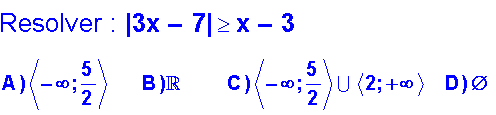 Resolver : |3x − 7| ≥ x − 3
A) ⟨−∞; 5/2⟩ B) ℝ C) ⟨−∞; 5/2⟩ ∪ ⟨2; +∞⟩ D) ∅